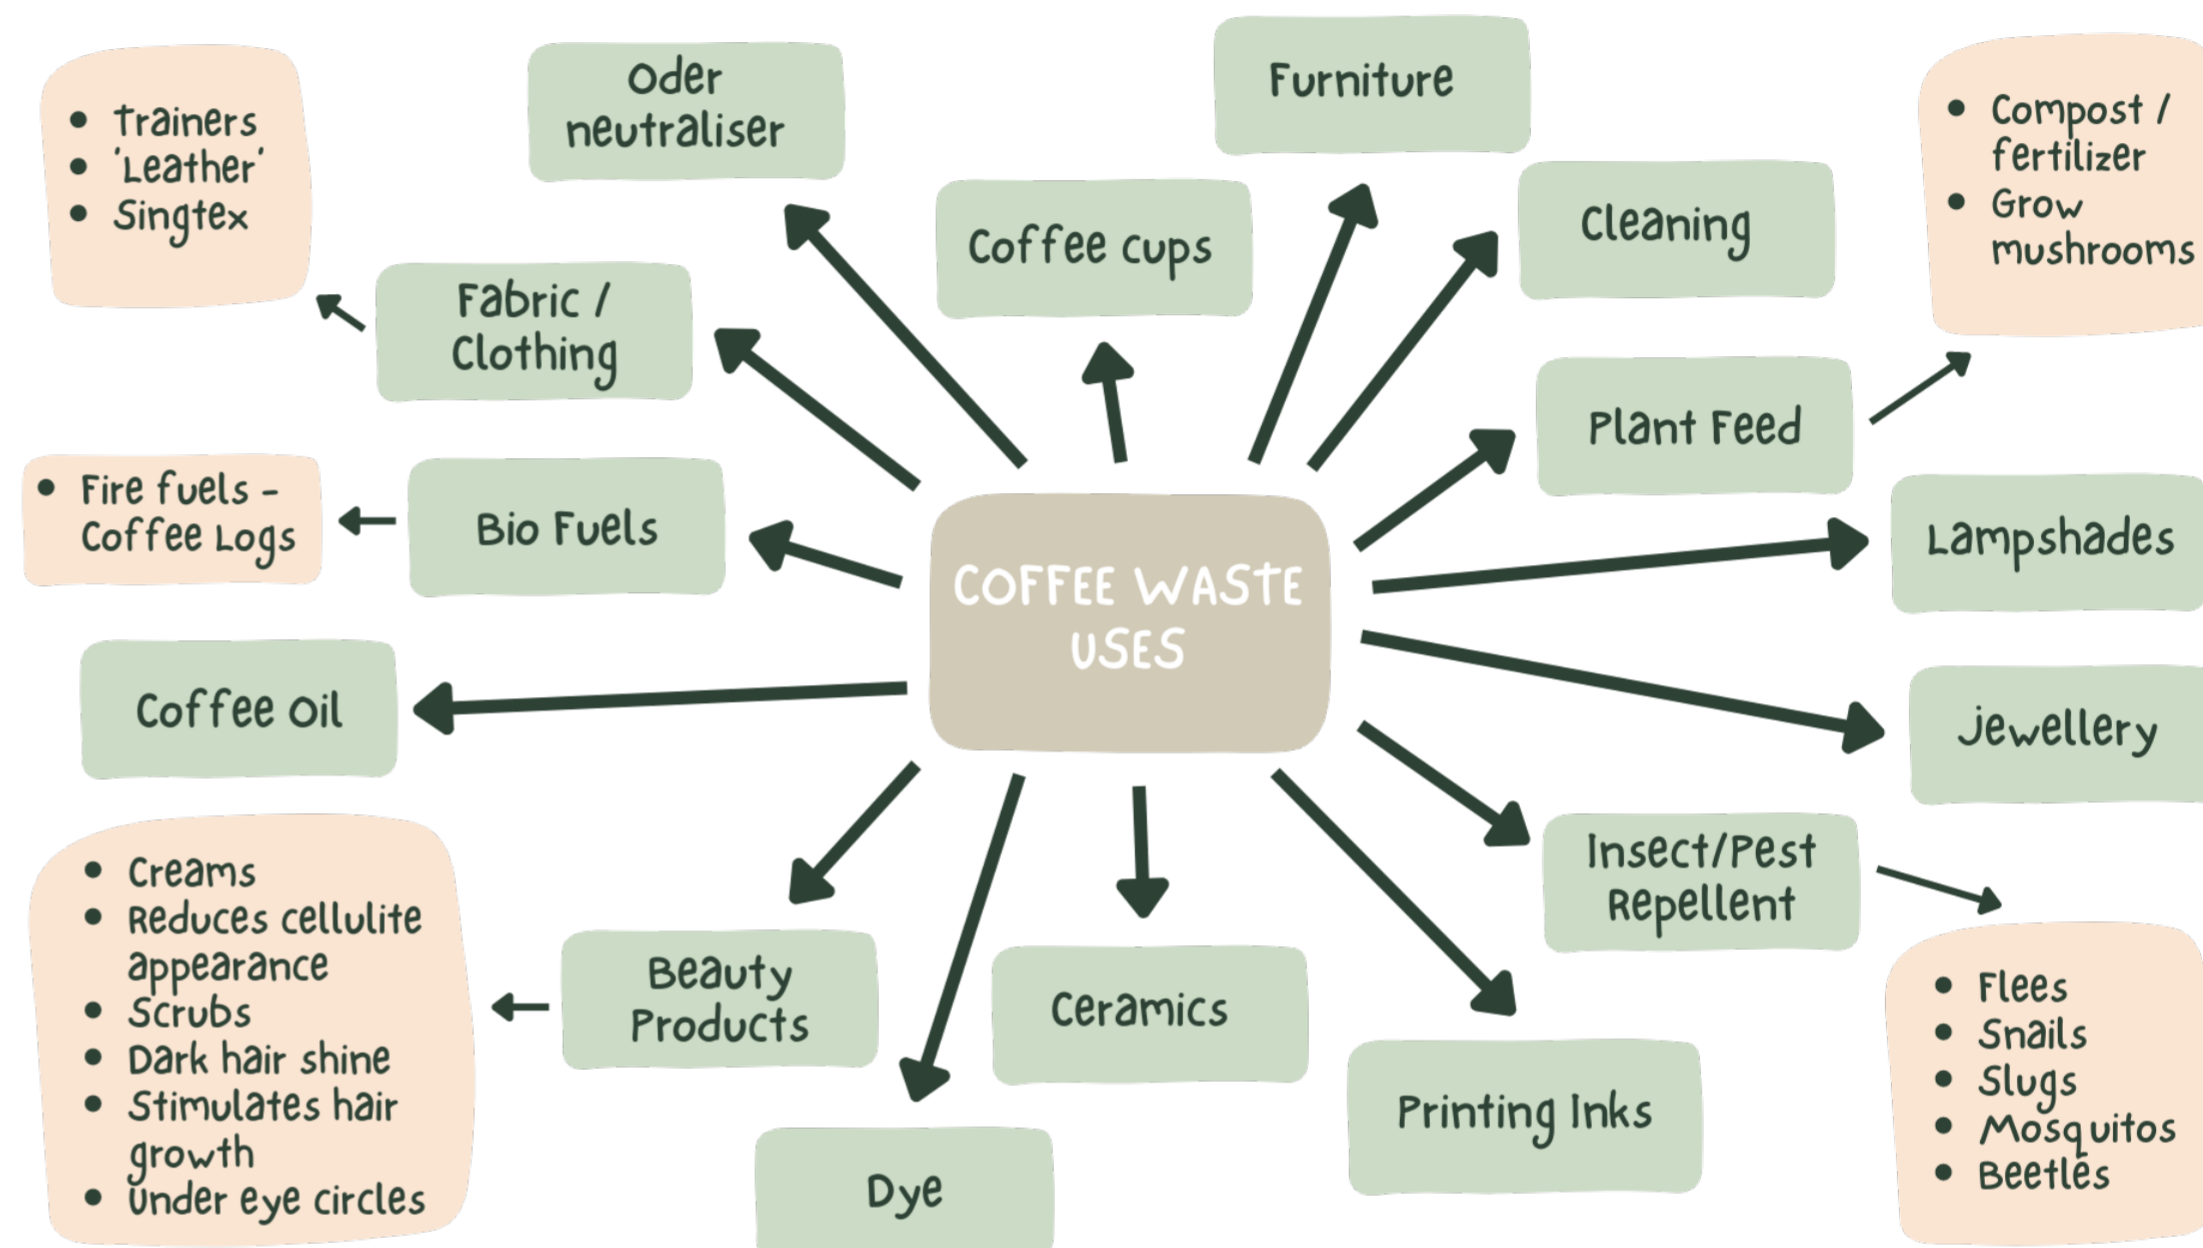 Oder
neutraliser
Furniture
• Trainers
• 'Leather'
• Singtex
• Compost /
fertilizer
• Grow
mushrooms
Coffee cups
Cleaning
Fabric /
Clothing
Plant Feed
• Fire fuels -
Coffee Logs
Bio Fuels
Lampshades
COFFEE WASTE
USES
Coffee Oil
Jewellery
Insect/Pest
Repellent
• Creams
• Reduces cellulite
appearance
• Scrubs
• Dark hair shine
• Stimulates hair
growth
• Under eye circles
Beauty
Products
Ceramics
Printing Inks
Dye
• Flees
• Snails
• Slugs
• Mosquitos
• Beetles